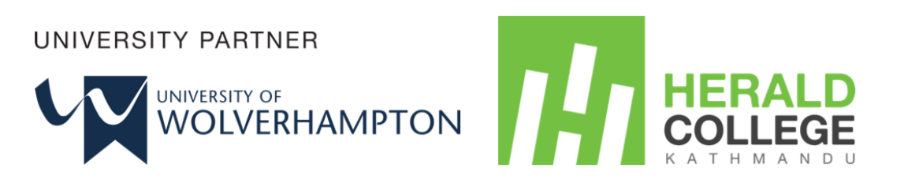 UNIVERSITY PARTNER
UNIVERSITY OF
WOLVERHAMPTON
HERALD
COLLEGE
KATHMANDU